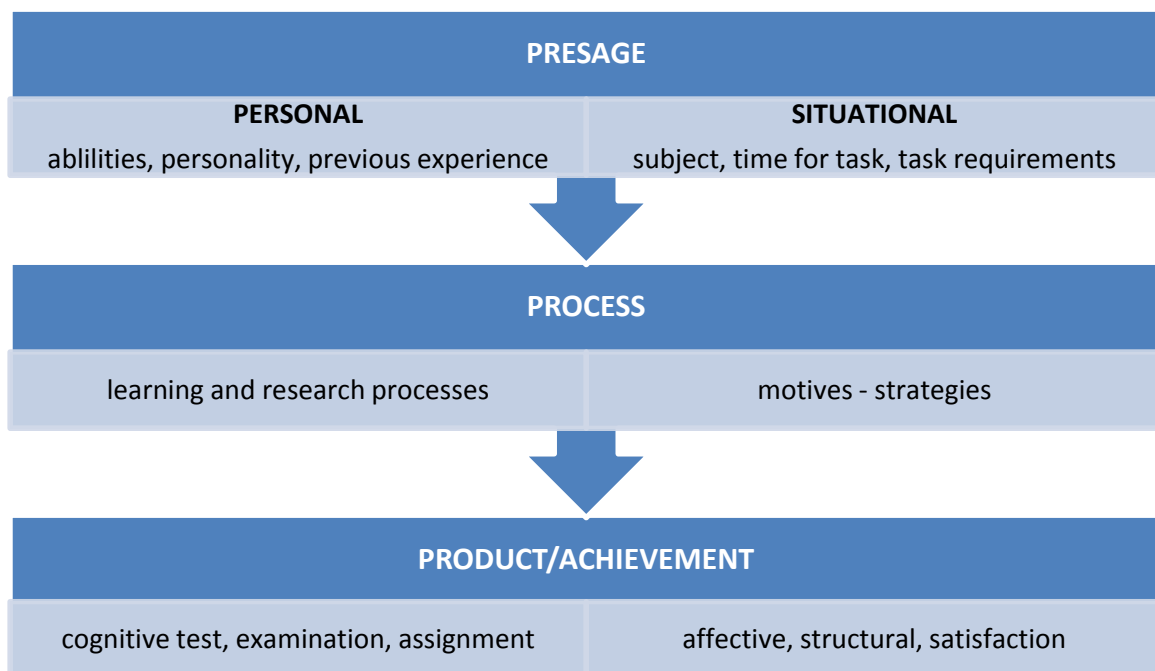 PRESAGE
PERSONAL
ablilities, personality, previous experience
SITUATIONAL
subject, time for task, task requirements
PROCESS
learning and research processes
motives - strategies
PRODUCT/ACHIEVEMENT
cognitive test, examination, assignment
affective, structural, satisfaction